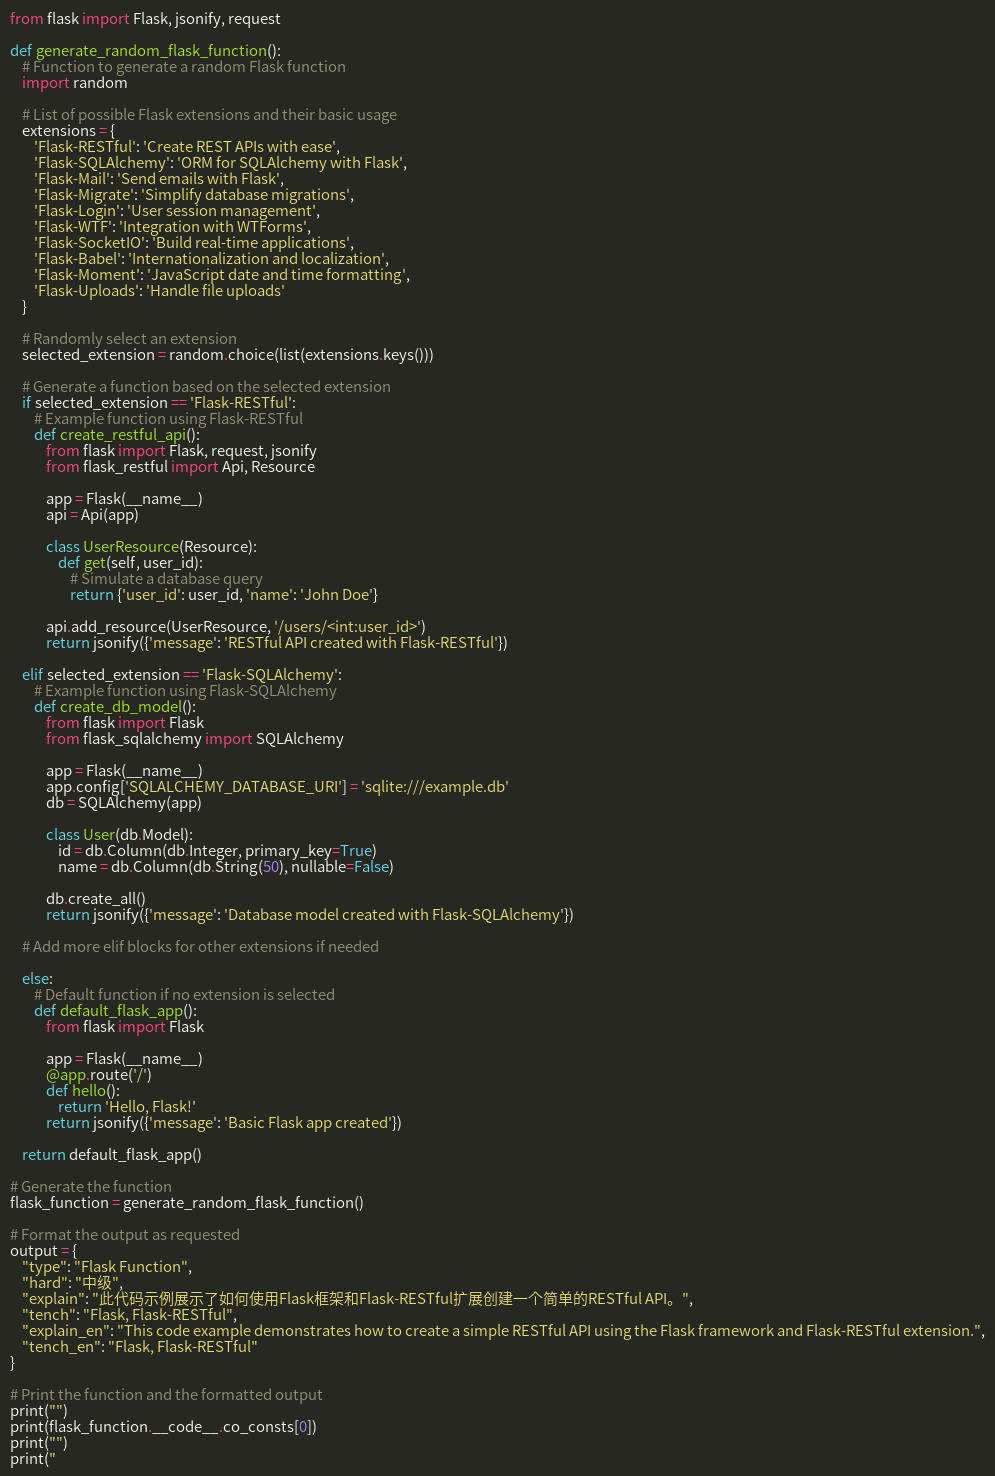 from flask import Flask, jsonify, request

def generate_random_flask_function():
    # Function to generate a random Flask function
    import random

    # List of possible Flask extensions and their basic usage
    extensions = {
        'Flask-RESTful': 'Create REST APIs with ease',
        'Flask-SQLAlchemy': 'ORM for SQLAlchemy with Flask',
        'Flask-Mail': 'Send emails with Flask',
        'Flask-Migrate': 'Simplify database migrations',
        'Flask-Login': 'User session management',
        'Flask-WTF': 'Integration with WTForms',
        'Flask-SocketIO': 'Build real-time applications',
        'Flask-Babel': 'Internationalization and localization',
        'Flask-Moment': 'JavaScript date and time formatting',
        'Flask-Uploads': 'Handle file uploads'
    }

    # Randomly select an extension
    selected_extension = random.choice(list(extensions.keys()))

    # Generate a function based on the selected extension
    if selected_extension == 'Flask-RESTful':
        # Example function using Flask-RESTful
        def create_restful_api():
            from flask import Flask, request, jsonify
            from flask_restful import Api, Resource

            app = Flask(__name__)
            api = Api(app)

            class UserResource(Resource):
                def get(self, user_id):
                    # Simulate a database query
                    return {'user_id': user_id, 'name': 'John Doe'}

            api.add_resource(UserResource, '/users/<int:user_id>')
            return jsonify({'message': 'RESTful API created with Flask-RESTful'})

    elif selected_extension == 'Flask-SQLAlchemy':
        # Example function using Flask-SQLAlchemy
        def create_db_model():
            from flask import Flask
            from flask_sqlalchemy import SQLAlchemy

            app = Flask(__name__)
            app.config['SQLALCHEMY_DATABASE_URI'] = 'sqlite:///example.db'
            db = SQLAlchemy(app)

            class User(db.Model):
                id = db.Column(db.Integer, primary_key=True)
                name = db.Column(db.String(50), nullable=False)

            db.create_all()
            return jsonify({'message': 'Database model created with Flask-SQLAlchemy'})

    # Add more elif blocks for other extensions if needed

    else:
        # Default function if no extension is selected
        def default_flask_app():
            from flask import Flask

            app = Flask(__name__)
            @app.route('/')
            def hello():
                return 'Hello, Flask!'
            return jsonify({'message': 'Basic Flask app created'})

    return default_flask_app()

# Generate the function
flask_function = generate_random_flask_function()

# Format the output as requested
output = {
    "type": "Flask Function",
    "hard": "中级",
    "explain": "此代码示例展示了如何使用Flask框架和Flask-RESTful扩展创建一个简单的RESTful API。",
    "tench": "Flask, Flask-RESTful",
    "explain_en": "This code example demonstrates how to create a simple RESTful API using the Flask framework and Flask-RESTful extension.",
    "tench_en": "Flask, Flask-RESTful"
}

# Print the function and the formatted output
print("")
print(flask_function.__code__.co_consts[0])
print("")
print("